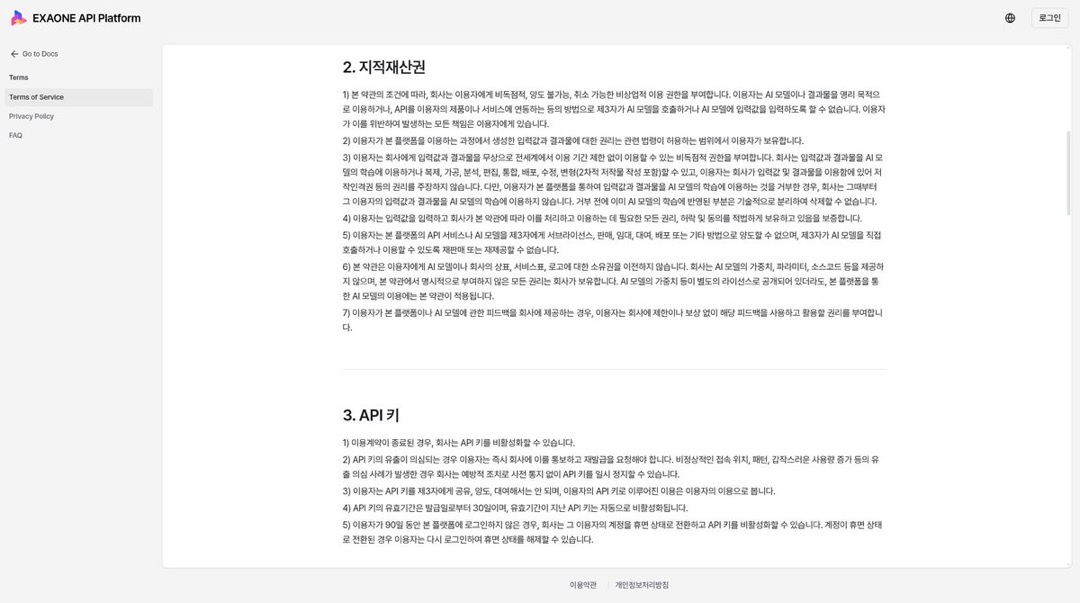 EXAONE API Platform
로그인
Go to Docs
Terms
Terms of Service
Privacy Policy
FAQ
2. 지적재산권
1) 본 약관의 조건에 따라, 회사는 이용자에게 비독점적, 양도 불가능, 취소 가능한 비상업적 이용 권한을 부여합니다. 이용자는 AI 모델이나 결과물을 영리 목적으
로 이용하거나, API를 이용자의 제품이나 서비스에 연동하는 등의 방법으로 제3자가 AI 모델을 호출하거나 AI 모델에 입력값을 입력하도록 할 수 없습니다. 이용자
가 이를 위반하여 발생하는 모든 책임은 이용자에게 있습니다.
2) 이용자가 본 플랫폼을 이용하는 과정에서 생성한 입력값과 결과물에 대한 권리는 관련 법령이 허용하는 범위에서 이용자가 보유합니다.
3) 이용자는 회사에게 입력값과 결과물을 무상으로 전세계에서 이용 기간 제한 없이 이용할 수 있는 비독점적 권한을 부여합니다. 회사는 입력값과 결과물을 AI 모
델의 학습에 이용하거나 복제, 가공, 분석, 편집, 통합, 배포, 수정, 변형(2차적 저작물 작성 포함)할 수 있고, 이용자는 회사가 입력값 및 결과물을 이용함에 있어 저
작인격권 등의 권리를 주장하지 않습니다. 다만, 이용자가 본 플랫폼을 통하여 입력값과 결과물을 AI 모델의 학습에 이용하는 것을 거부한 경우, 회사는 그때부터
그 이용자의 입력값과 결과물을 AI 모델의 학습에 이용하지 않습니다. 거부 전에 이미 AI 모델의 학습에 반영된 부분은 기술적으로 분리하여 삭제할 수 없습니다.
4) 이용자는 입력값을 입력하고 회사가 본 약관에 따라 이를 처리하고 이용하는 데 필요한 모든 권리, 허락 및 동의를 적법하게 보유하고 있음을 보증합니다.
5) 이용자는 본 플랫폼의 API 서비스나 AI 모델을 제3자에게 서브라이선스, 판매, 임대, 대여, 배포 또는 기타 방법으로 양도할 수 없으며, 제3자가 AI 모델을 직접
호출하거나 이용할 수 있도록 재판매 또는 재제공할 수 없습니다.
6) 본 약관은 이용자에게 AI 모델이나 회사의 상표, 서비스표, 로고에 대한 소유권을 이전하지 않습니다. 회사는 AI 모델의 가중치, 파라미터, 소스코드 등을 제공하
지 않으며, 본 약관에서 명시적으로 부여하지 않은 모든 권리는 회사가 보유합니다. AI 모델의 가중치 등이 별도의 라이선스로 공개되어 있더라도, 본 플랫폼을 통
한 AI 모델의 이용에는 본 약관이 적용됩니다.
7) 이용자가 본 플랫폼이나 AI 모델에 관한 피드백을 회사에 제공하는 경우, 이용자는 회사에 제한이나 보상 없이 해당 피드백을 사용하고 활용할 권리를 부여합니
다.
3. API 키
1) 이용계약이 종료된 경우, 회사는 API 키를 비활성화할 수 있습니다.
2) API 키의 유출이 의심되는 경우 이용자는 즉시 회사에 이를 통보하고 재발급을 요청해야 합니다. 비정상적인 접속 위치, 패턴, 갑작스러운 사용량 증가 등의 유
출 의심 사례가 발생한 경우 회사는 예방적 조치로 사전 통지 없이 API 키를 일시 정지할 수 있습니다.
3) 이용자는 API 키를 제3자에게 공유, 양도, 대여해서는 안 되며, 이용자의 API 키로 이루어진 이용은 이용자의 이용으로 봅니다.
4) API 키의 유효기간은 발급일로부터 30일이며, 유효기간이 지난 API 키는 자동으로 비활성화됩니다.
5) 이용자가 90일 동안 본 플랫폼에 로그인하지 않은 경우, 회사는 그 이용자의 계정을 휴면 상태로 전환하고 API 키를 비활성화할 수 있습니다. 계정이 휴면 상태
로 전환된 경우 이용자는 다시 로그인하여 휴면 상태를 해제할 수 있습니다.
이용약관
개인정보처리방침